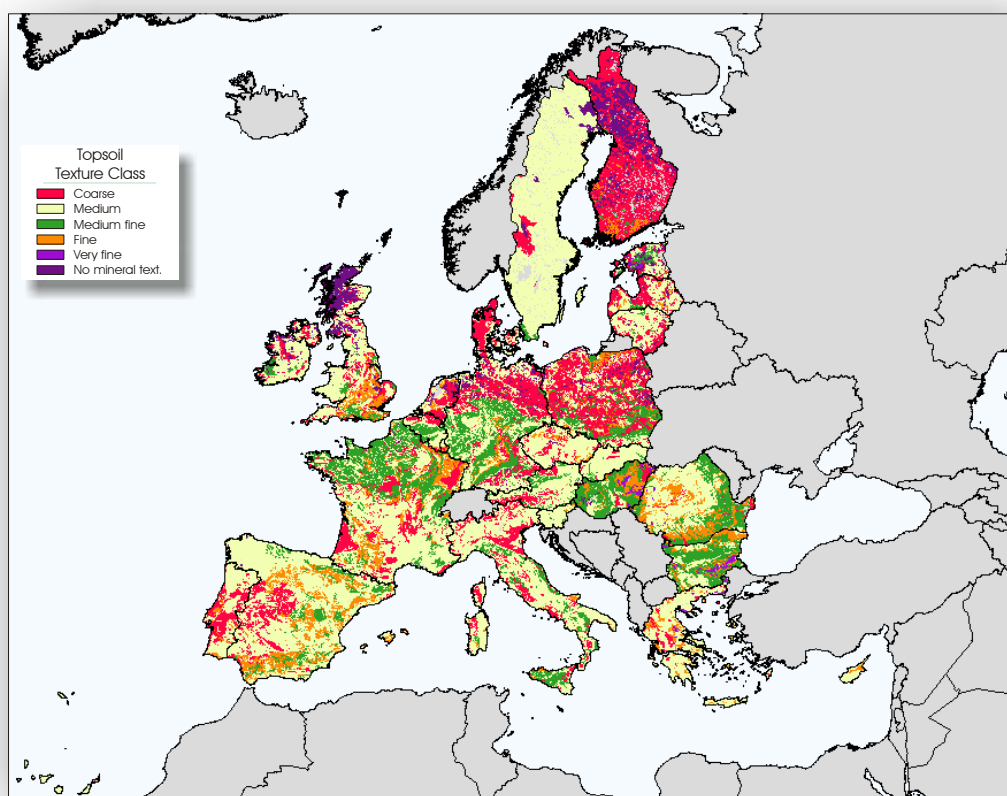 Topsoil
Texture Class
Coarse
Medium
Medium fine
Fine
Very fine
No mineral text.